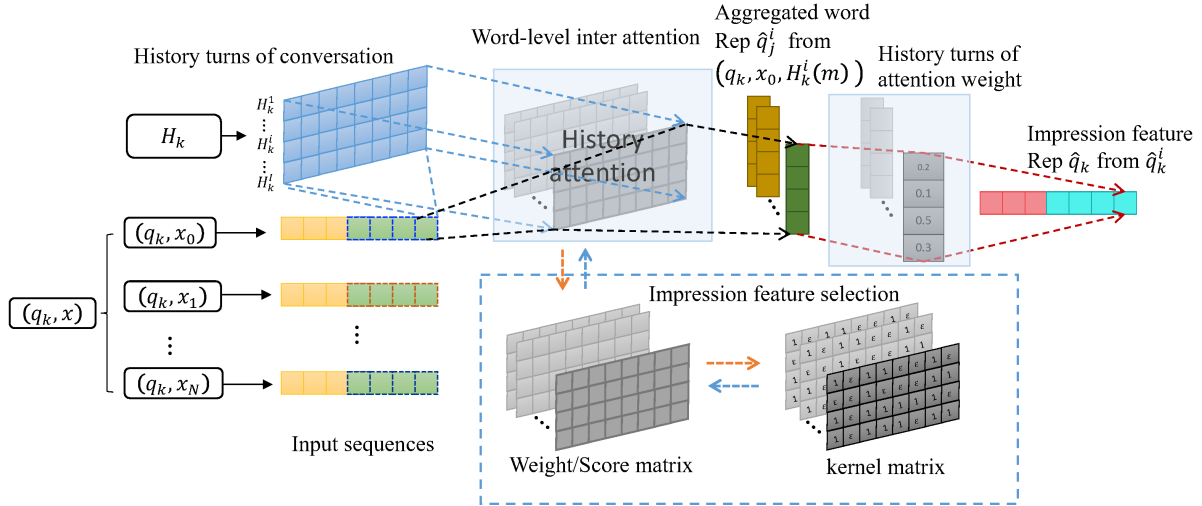 History turns of conversation
Word-level inter attention
Aggregated word
Rep q̂ⱼⁱ from
(qₖ, x₀, Hₖⁱ(m) )
History turns of
attention weight
Impression feature
Rep q̂ₖ from q̂ₖⁱ
Hₖ
Hₖ¹
⋮
Hₖⁱ
⋮
Hₖᴵ
History
attention
0.2
0.1
0.5
0.3
(qₖ, x)
(qₖ, x₀)
(qₖ, x₁)
⋮
(qₖ, x_N)
⋮
Input sequences
Impression feature selection
Weight/Score matrix
kernel matrix